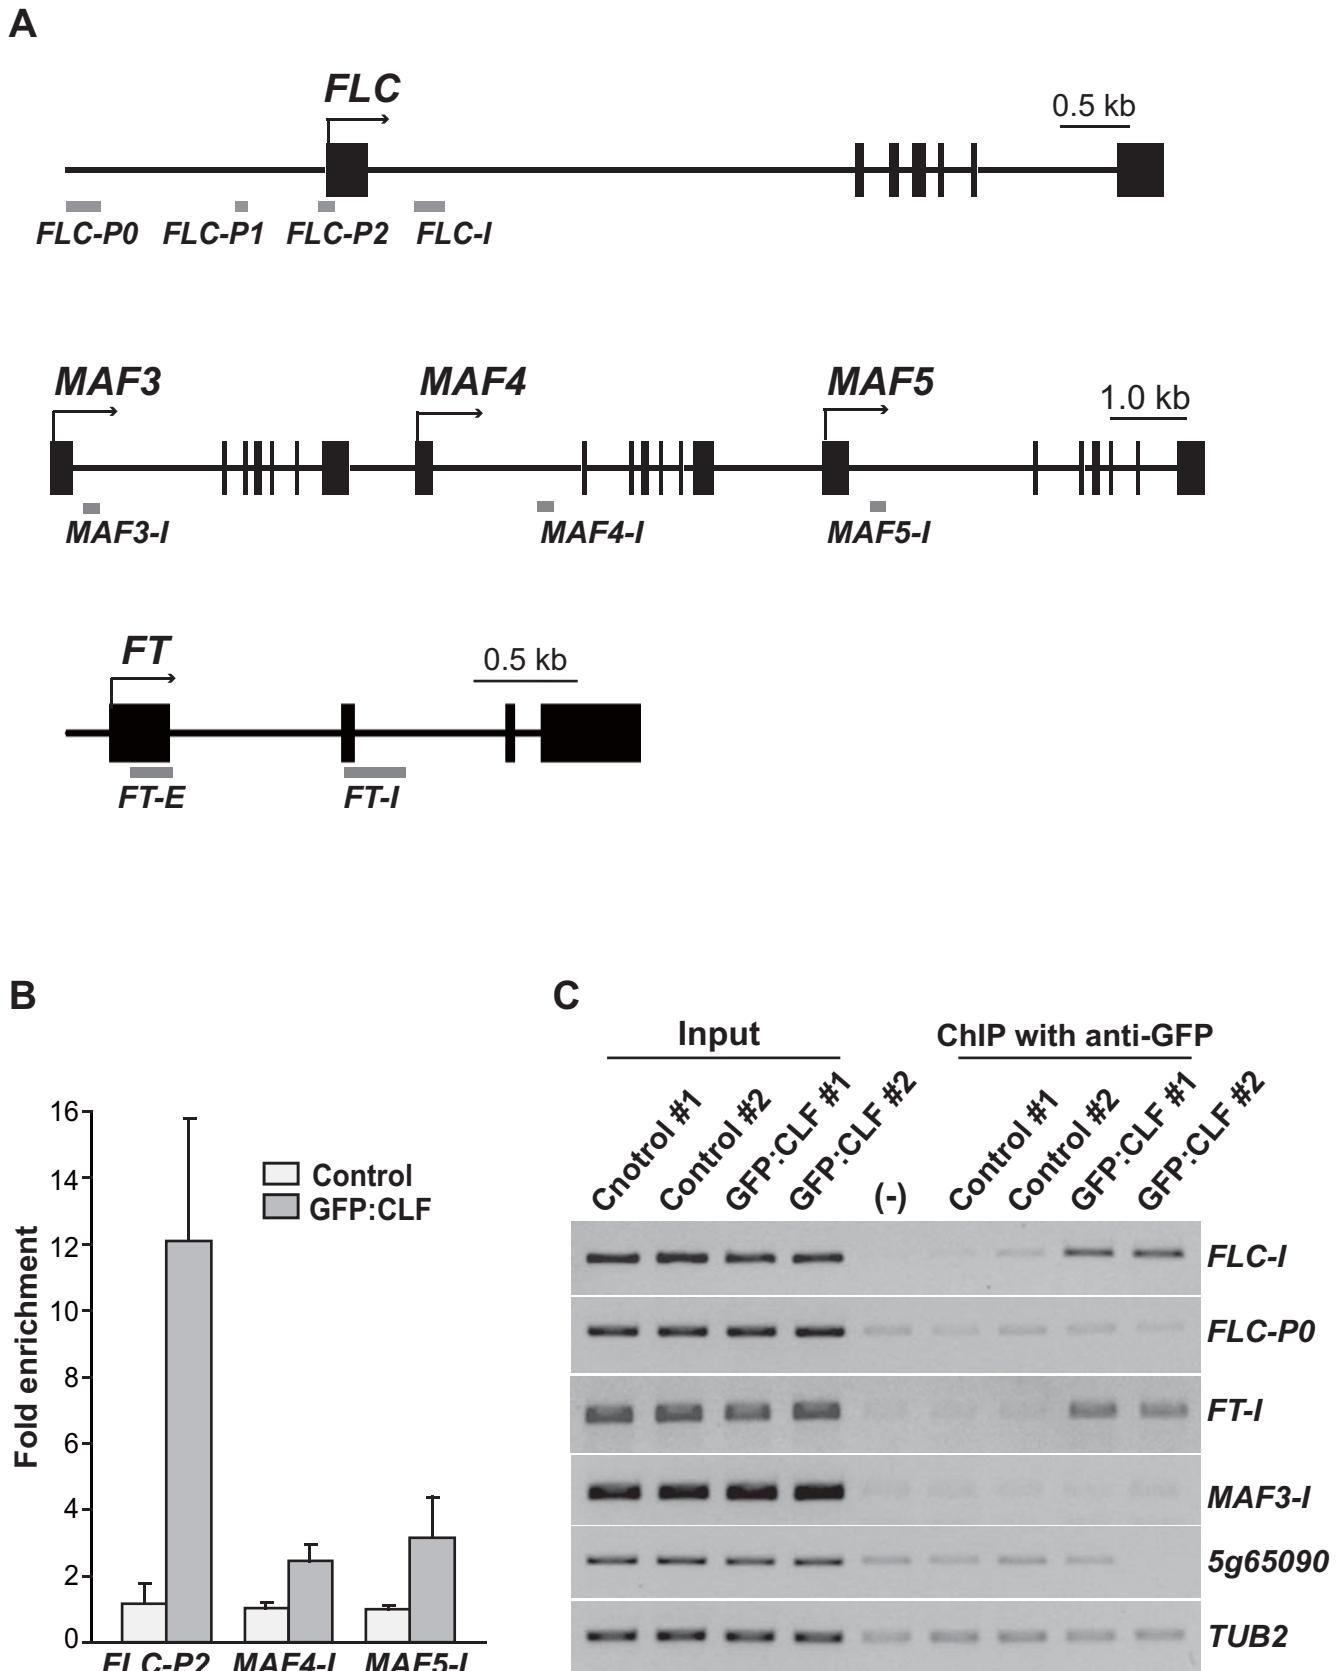 A
FLC
0.5 kb
FLC-P0 FLC-P1 FLC-P2 FLC-I
MAF3 MAF4 MAF5
1.0 kb
MAF3-I MAF4-I MAF5-I
FT
0.5 kb
FT-E FT-I
B
16
14
12
10
8
6
4
2
0
Fold enrichment
Control
GFP:CLF
FLC-P2 MAF4-I MAF5-I
C
Input ChIP with anti-GFP
Cnotrol #1 Control #2 GFP:CLF #1 GFP:CLF #2 (-) Control #1 Control #2 GFP:CLF #1 GFP:CLF #2
FLC-I
FLC-P0
FT-I
MAF3-I
5g65090
TUB2